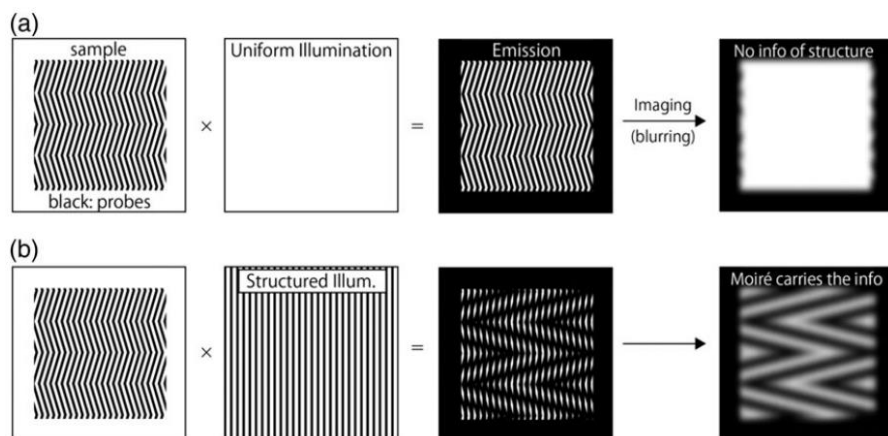 (a)
sample
Uniform Illumination
Emission
No info of structure
×
=
Imaging
(blurring)
black: probes
(b)
Structured Illum.
Moiré carries the info
×
=